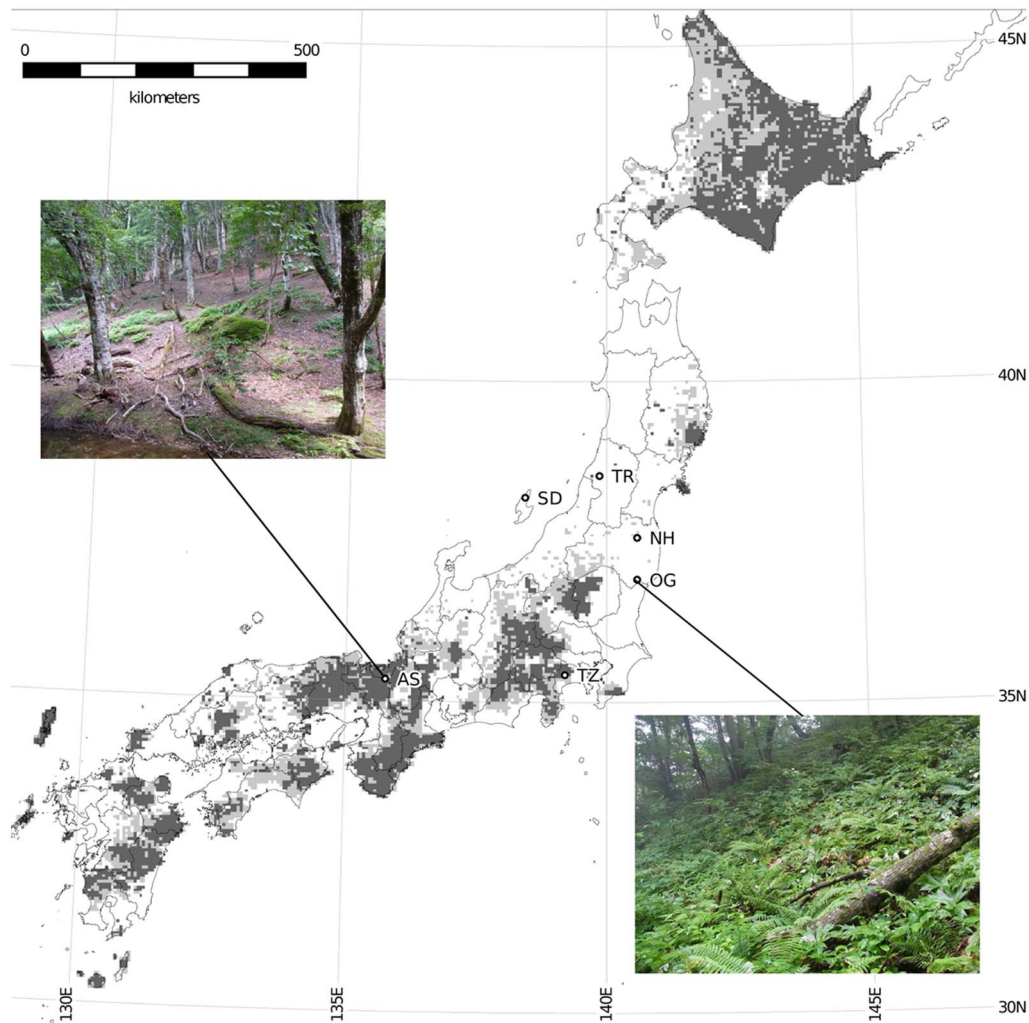 0 500
kilometers
45N
40N
TR
SD
NH
OG
AS
TZ
35N
130E
135E
140E
145E
30N